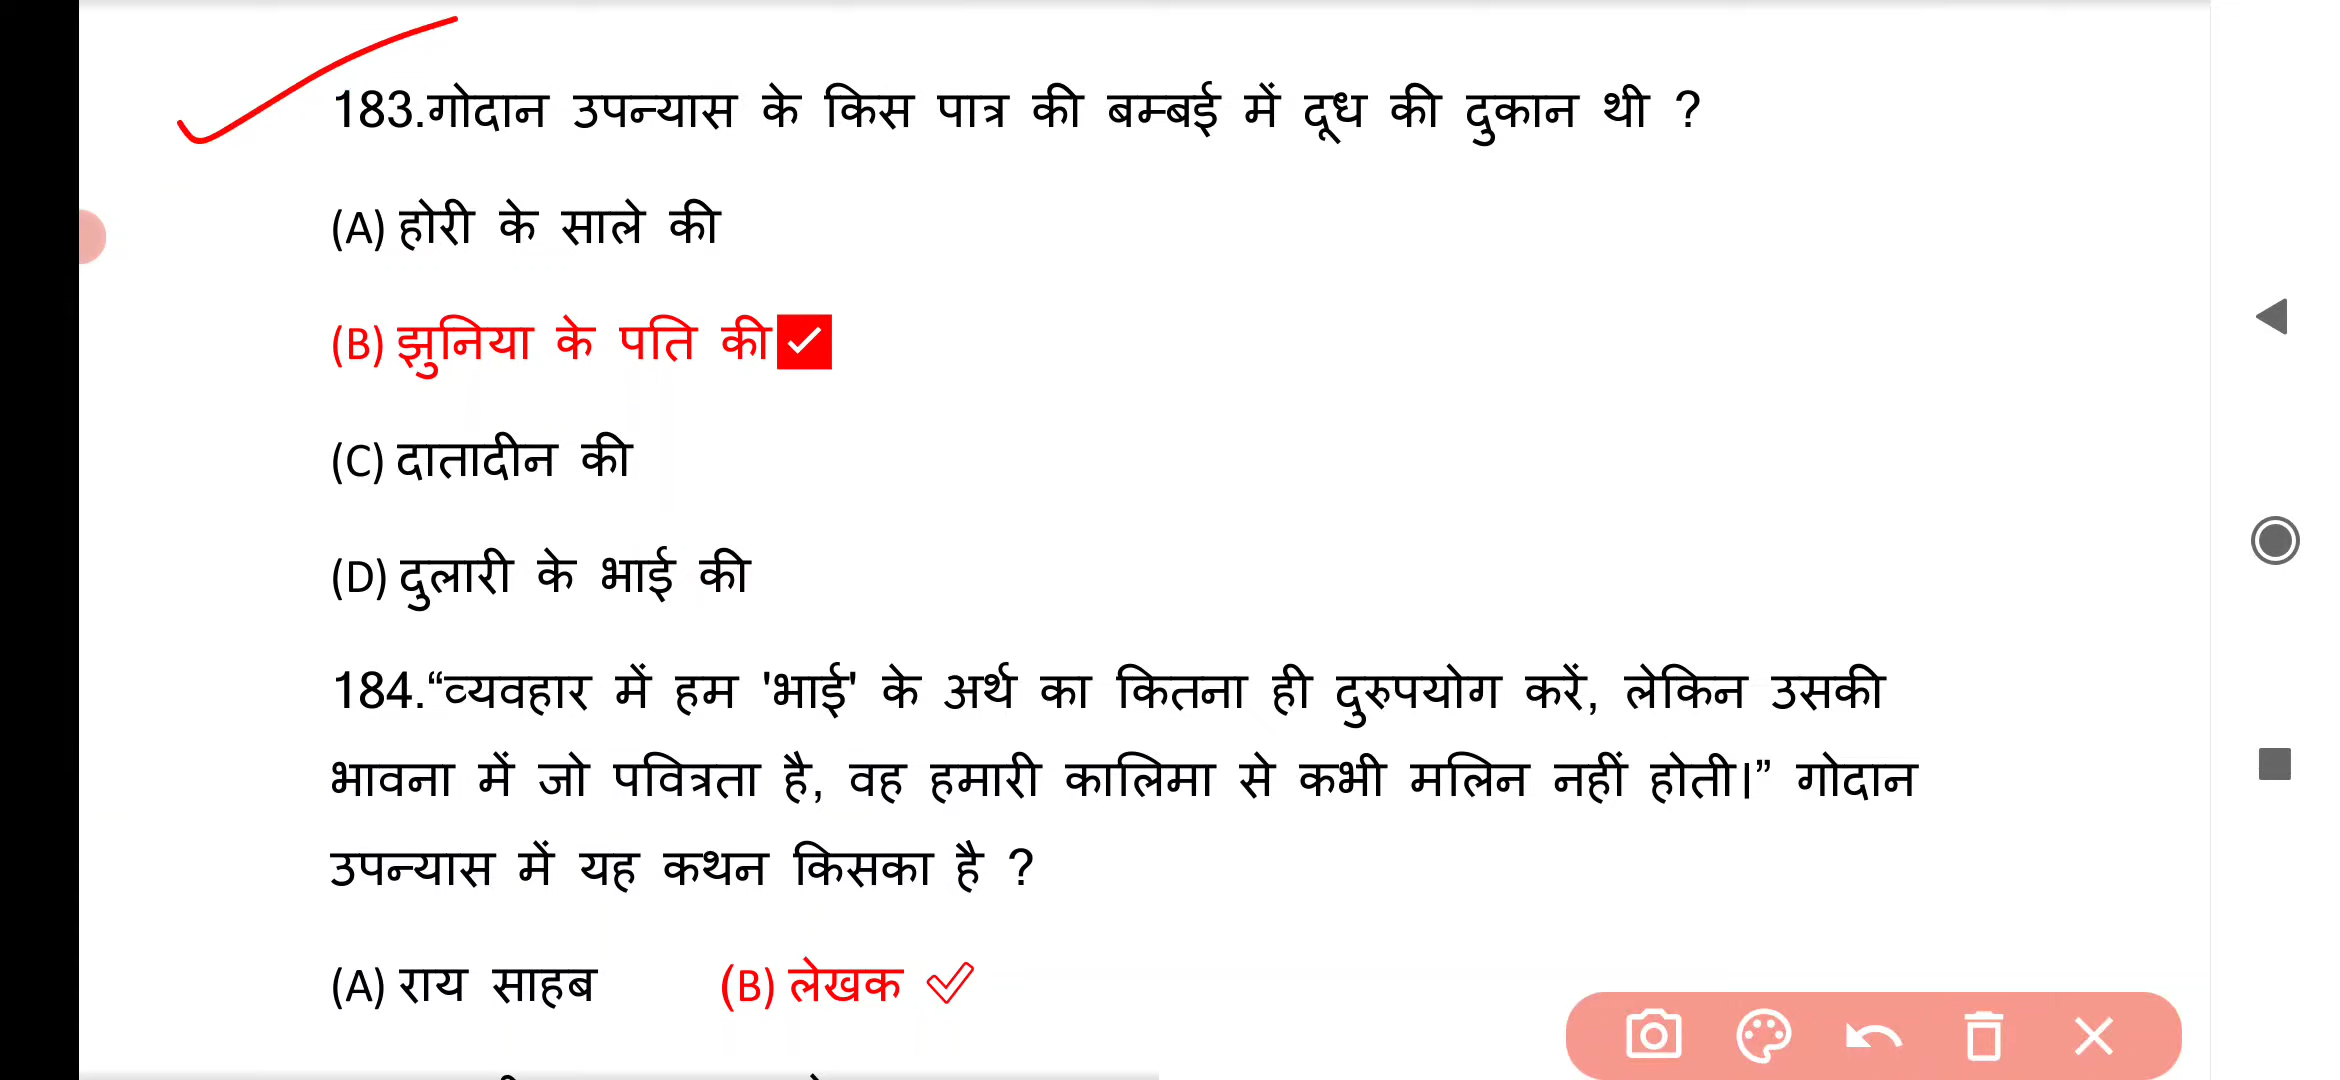 183.गोदान उपन्यास के किस पात्र की बम्बई में दूध की दुकान थी ?
(A) होरी के साले की
(B) झुनिया के पति की
(C) दातादीन की
(D) दुलारी के भाई की
184.“व्यवहार में हम 'भाई' के अर्थ का कितना ही दुरुपयोग करें, लेकिन उसकी
भावना में जो पवित्रता है, वह हमारी कालिमा से कभी मलिन नहीं होती।” गोदान
उपन्यास में यह कथन किसका है ?
(A) राय साहब (B) लेखक